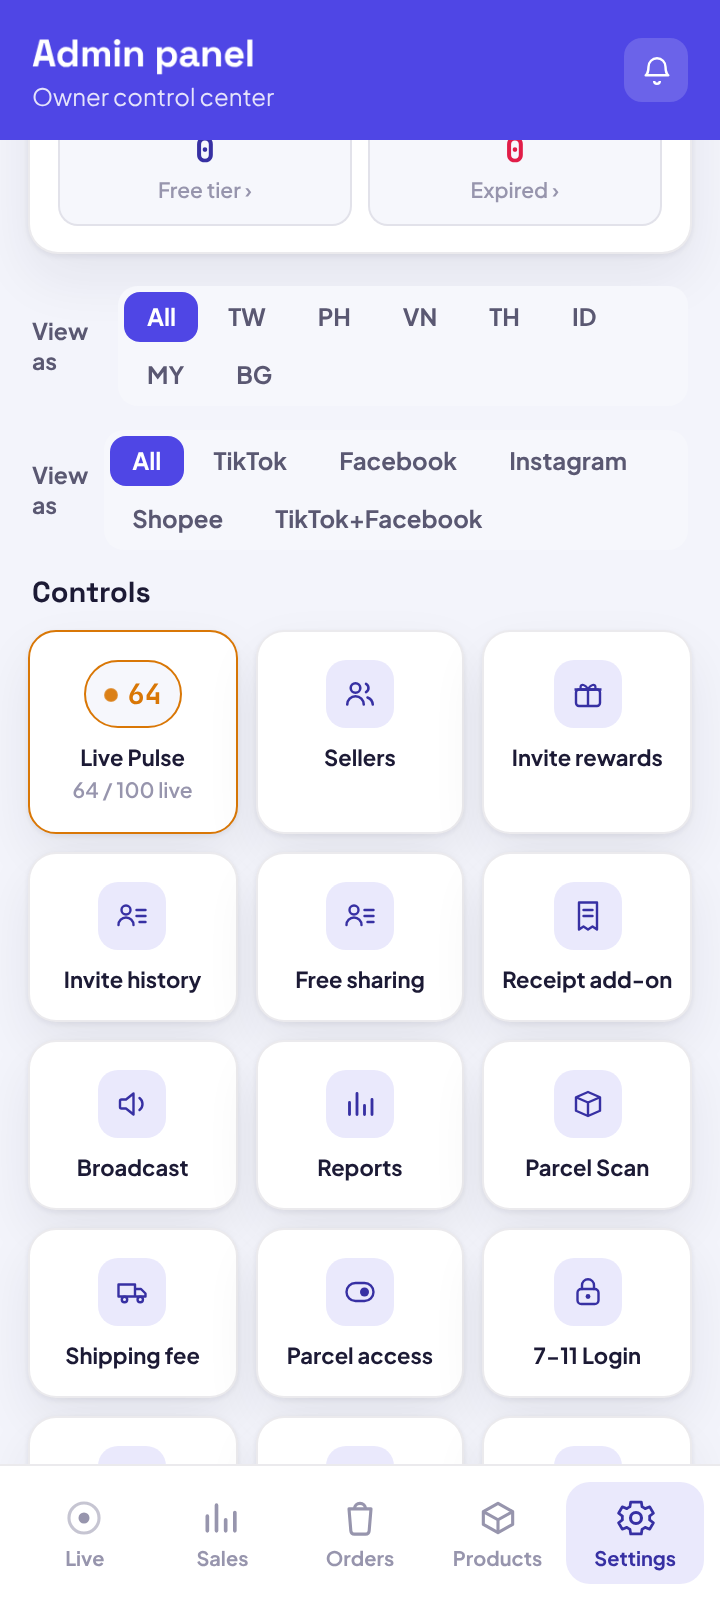 Admin panel
Owner control center
0 0
Free tier › Expired ›
View as
All TW PH VN TH ID
MY BG
View as
All TikTok Facebook Instagram
Shopee TikTok+Facebook
Controls
64
Live Pulse Sellers Invite rewards
64 / 100 live
Invite history Free sharing Receipt add-on
Broadcast Reports Parcel Scan
Shipping fee Parcel access 7-11 Login
Live Sales Orders Products Settings